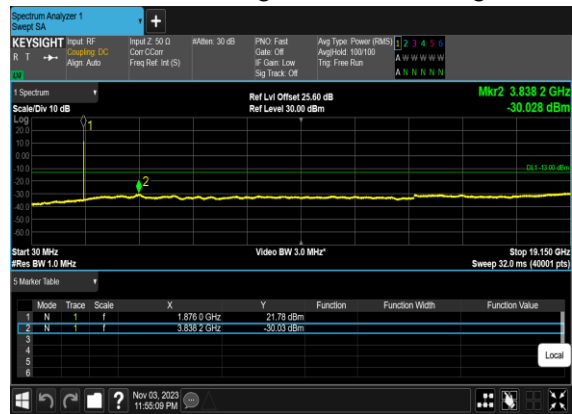 Spectrum Analyzer 1
Swept SA
+
KEYSIGHT Input: RF Input Z: 50 Ω #Atten: 30 dB PNO: Fast Avg Type: Power (RMS) 1 2 3 4 5 6
R T Coupling: DC Corr CCorr Gate: Off Avg|Hold: 100/100 A W W W W W
Align: Auto Freq Ref: Int (S) IF Gain: Low Trig: Free Run
LW Sig Track: Off A N N N N N
1 Spectrum Ref Lvl Offset 25.60 dB Mkr2 3.838 2 GHz
Scale/Div 10 dB Ref Level 30.00 dBm -30.028 dBm
Log
20.0
10.0
0.00
-10.0
-20.0
-30.0
-40.0
-50.0
-60.0
1
2
DL1 -13.00 dBm
Start 30 MHz Video BW 3.0 MHz* Stop 19.150 GHz
#Res BW 1.0 MHz Sweep 32.0 ms (40001 pts)
5 Marker Table
Mode Trace Scale X Y Function Function Width Function Value
1 N 1 f 1.876 0 GHz 21.78 dBm
2 N 1 f 3.838 2 GHz -30.03 dBm
3
4
5
6
Local
? Nov 03, 2023
11:55:09 PM